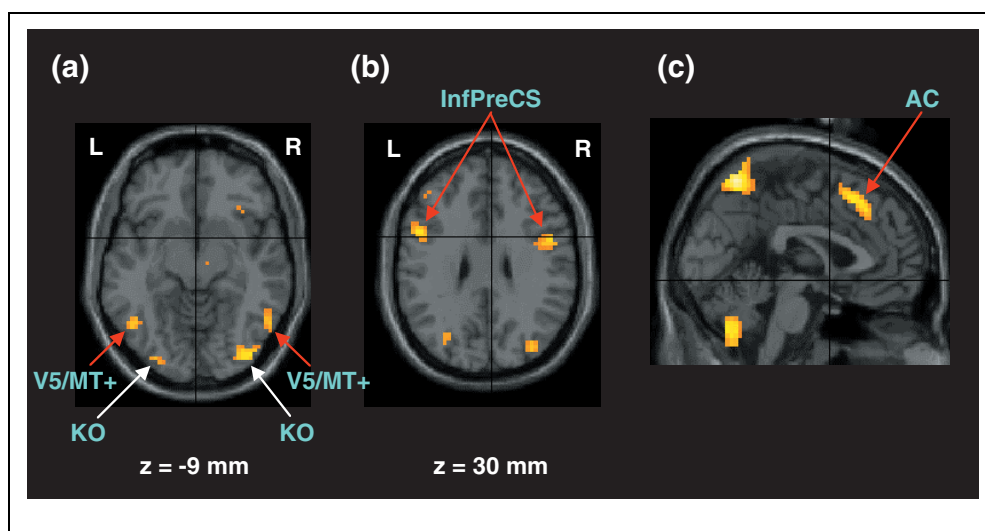 (a)
L R
V5/MT+ V5/MT+
KO KO
z = -9 mm
(b)
InfPreCS
L R
z = 30 mm
(c)
AC